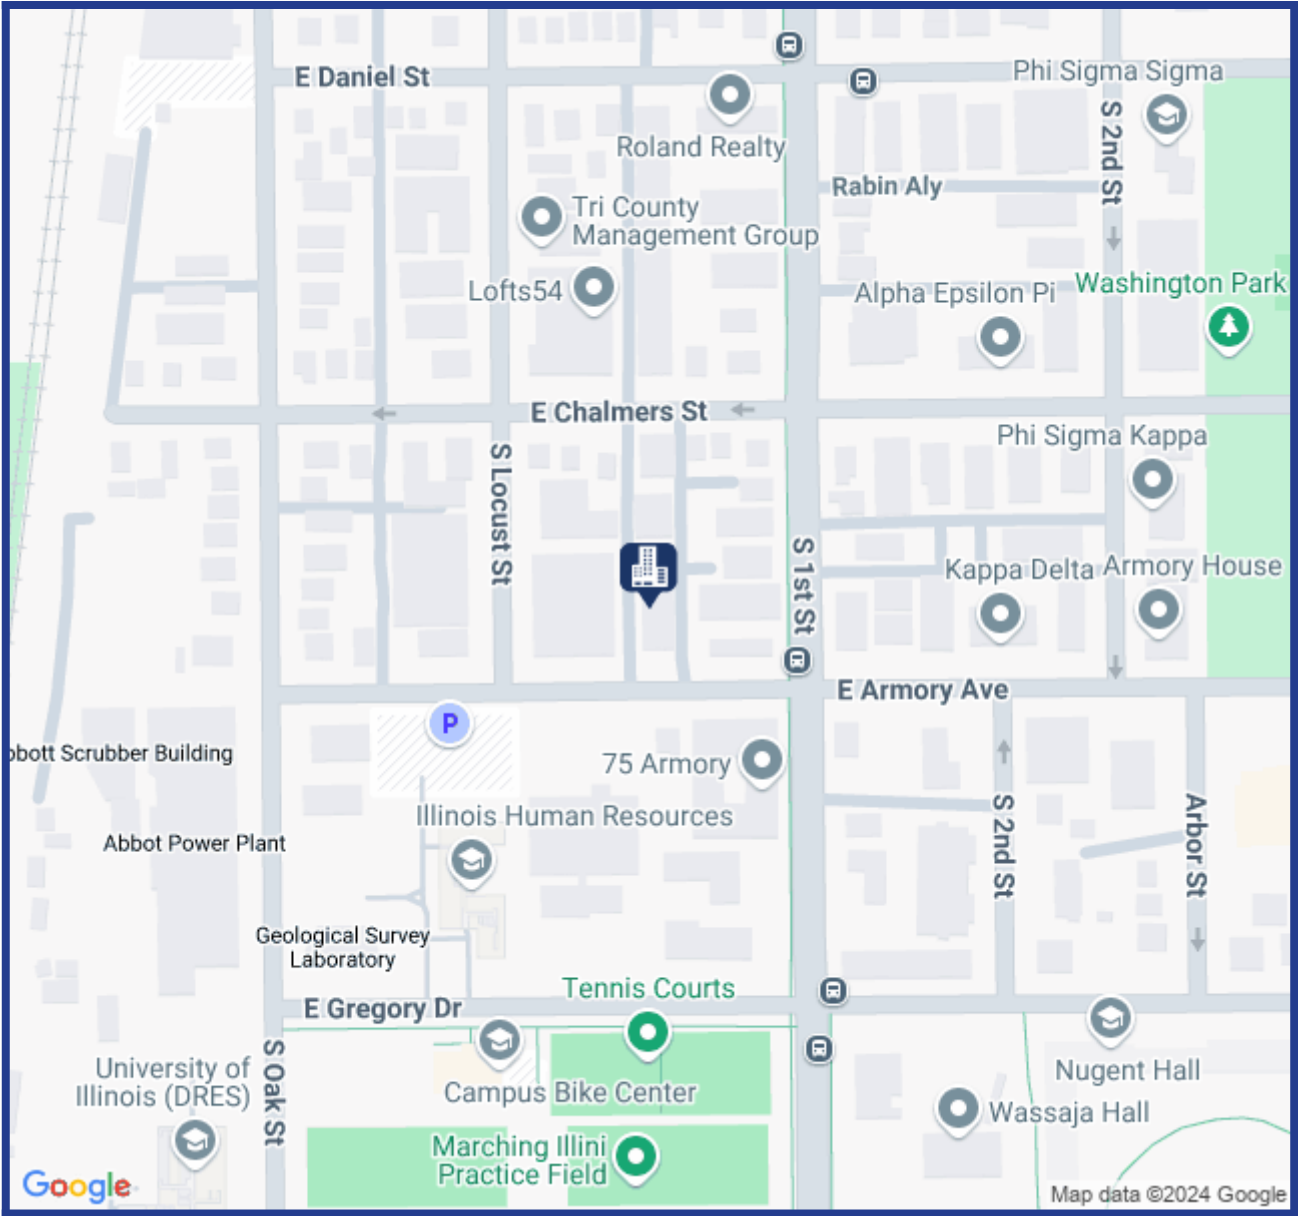 E Daniel St
Phi Sigma Sigma
Roland Realty
S 2nd St
Rabin Aly
Tri County
Management Group
Lofts54
Alpha Epsilon Pi
Washington Park
E Chalmers St
Phi Sigma Kappa
S Locust St
S 1st St
Kappa Delta
Armory House
E Armory Ave
P
bbott Scrubber Building
75 Armory
Illinois Human Resources
S 2nd St
Arbor St
Abbot Power Plant
Geological Survey
Laboratory
Tennis Courts
E Gregory Dr
S Oak St
University of
Illinois (DRES)
Campus Bike Center
Nugent Hall
Wassaja Hall
Marching Illini
Practice Field
Google
Map data ©2024 Google